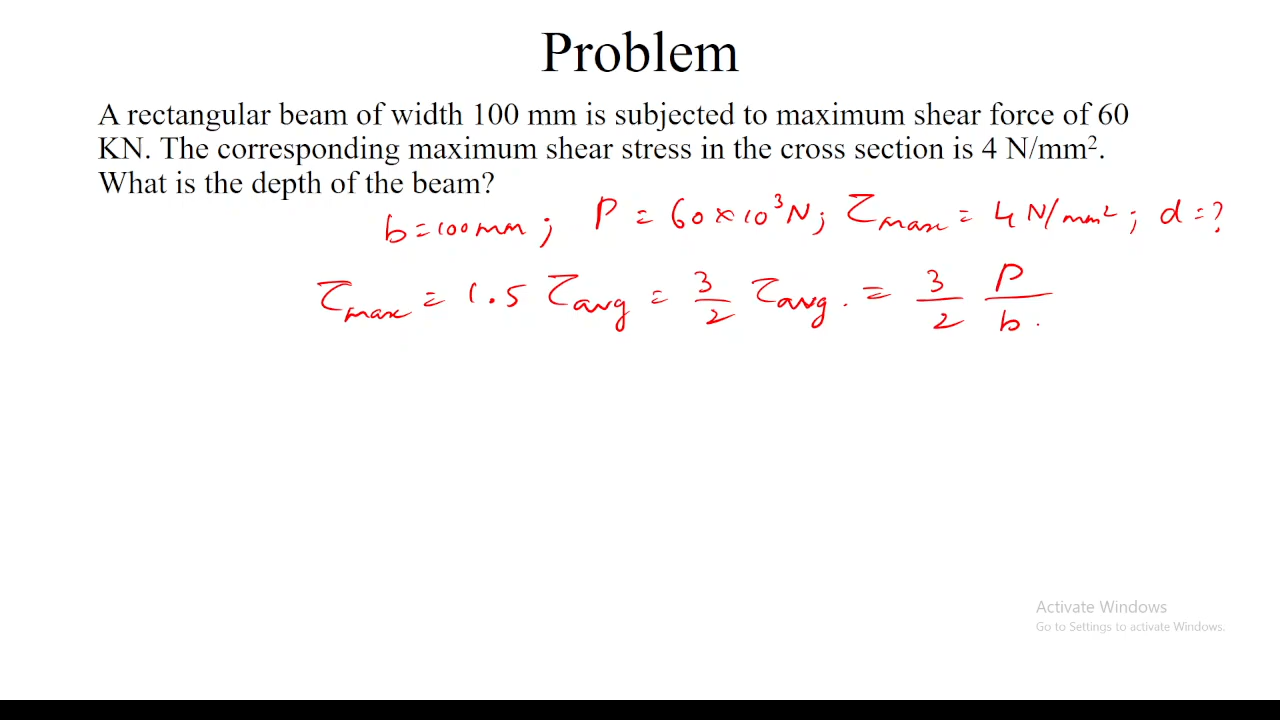 Problem
A rectangular beam of width 100 mm is subjected to maximum shear force of 60
KN. The corresponding maximum shear stress in the cross section is 4 N/mm².
What is the depth of the beam?
b = 100 mm ; P = 60 × 10³ N ; τmax = 4 N/mm² ; d = ?
τmax = 1.5 τavg = 3/2 τavg. = 3/2 P/b.
Activate Windows
Go to Settings to activate Windows.